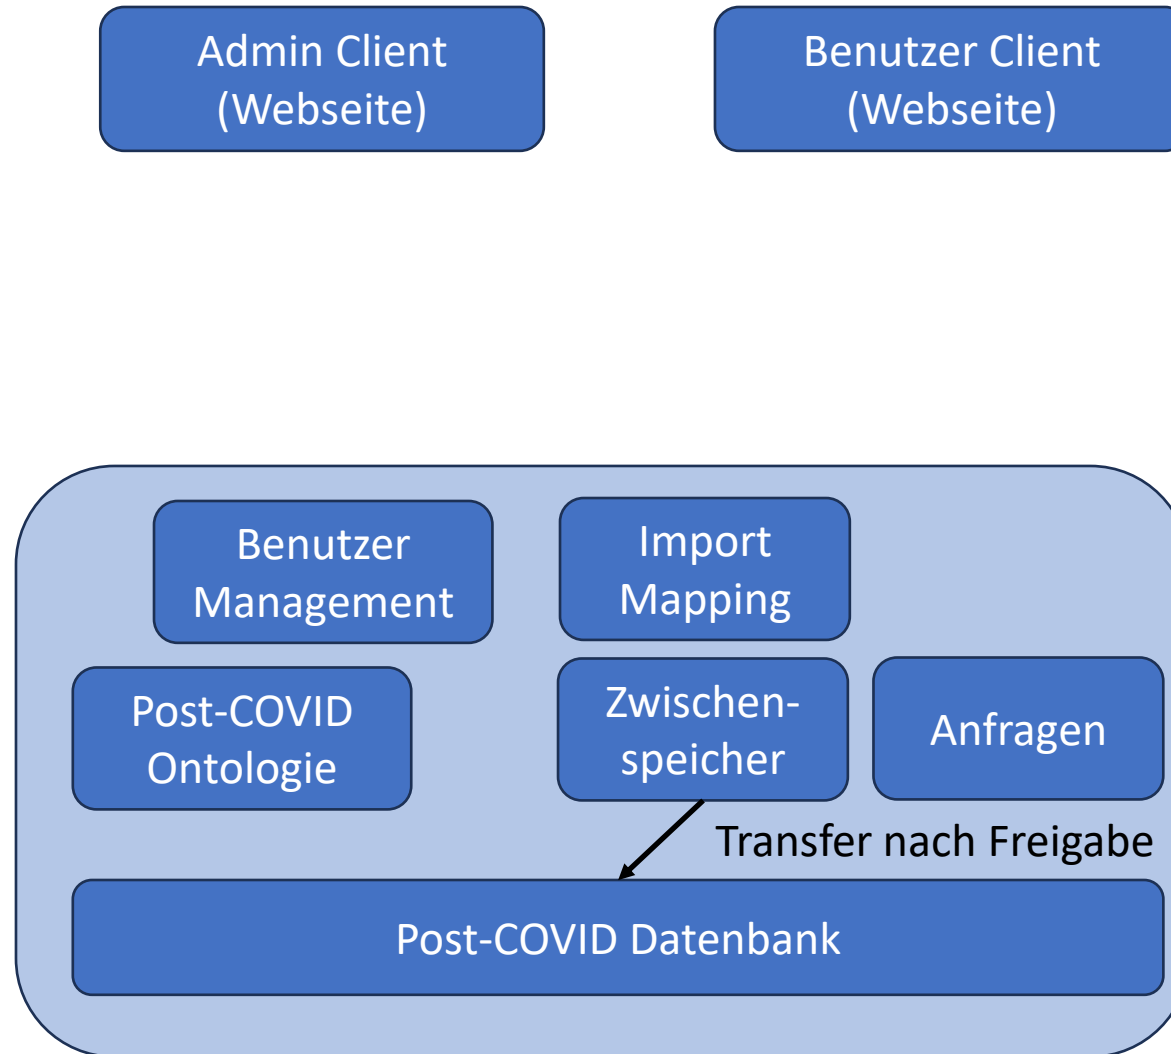 Admin Client
(Webseite)
Benutzer Client
(Webseite)
Benutzer
Management
Import
Mapping
Post-COVID
Ontologie
Zwischen-
speicher
Anfragen
Transfer nach Freigabe
Post-COVID Datenbank